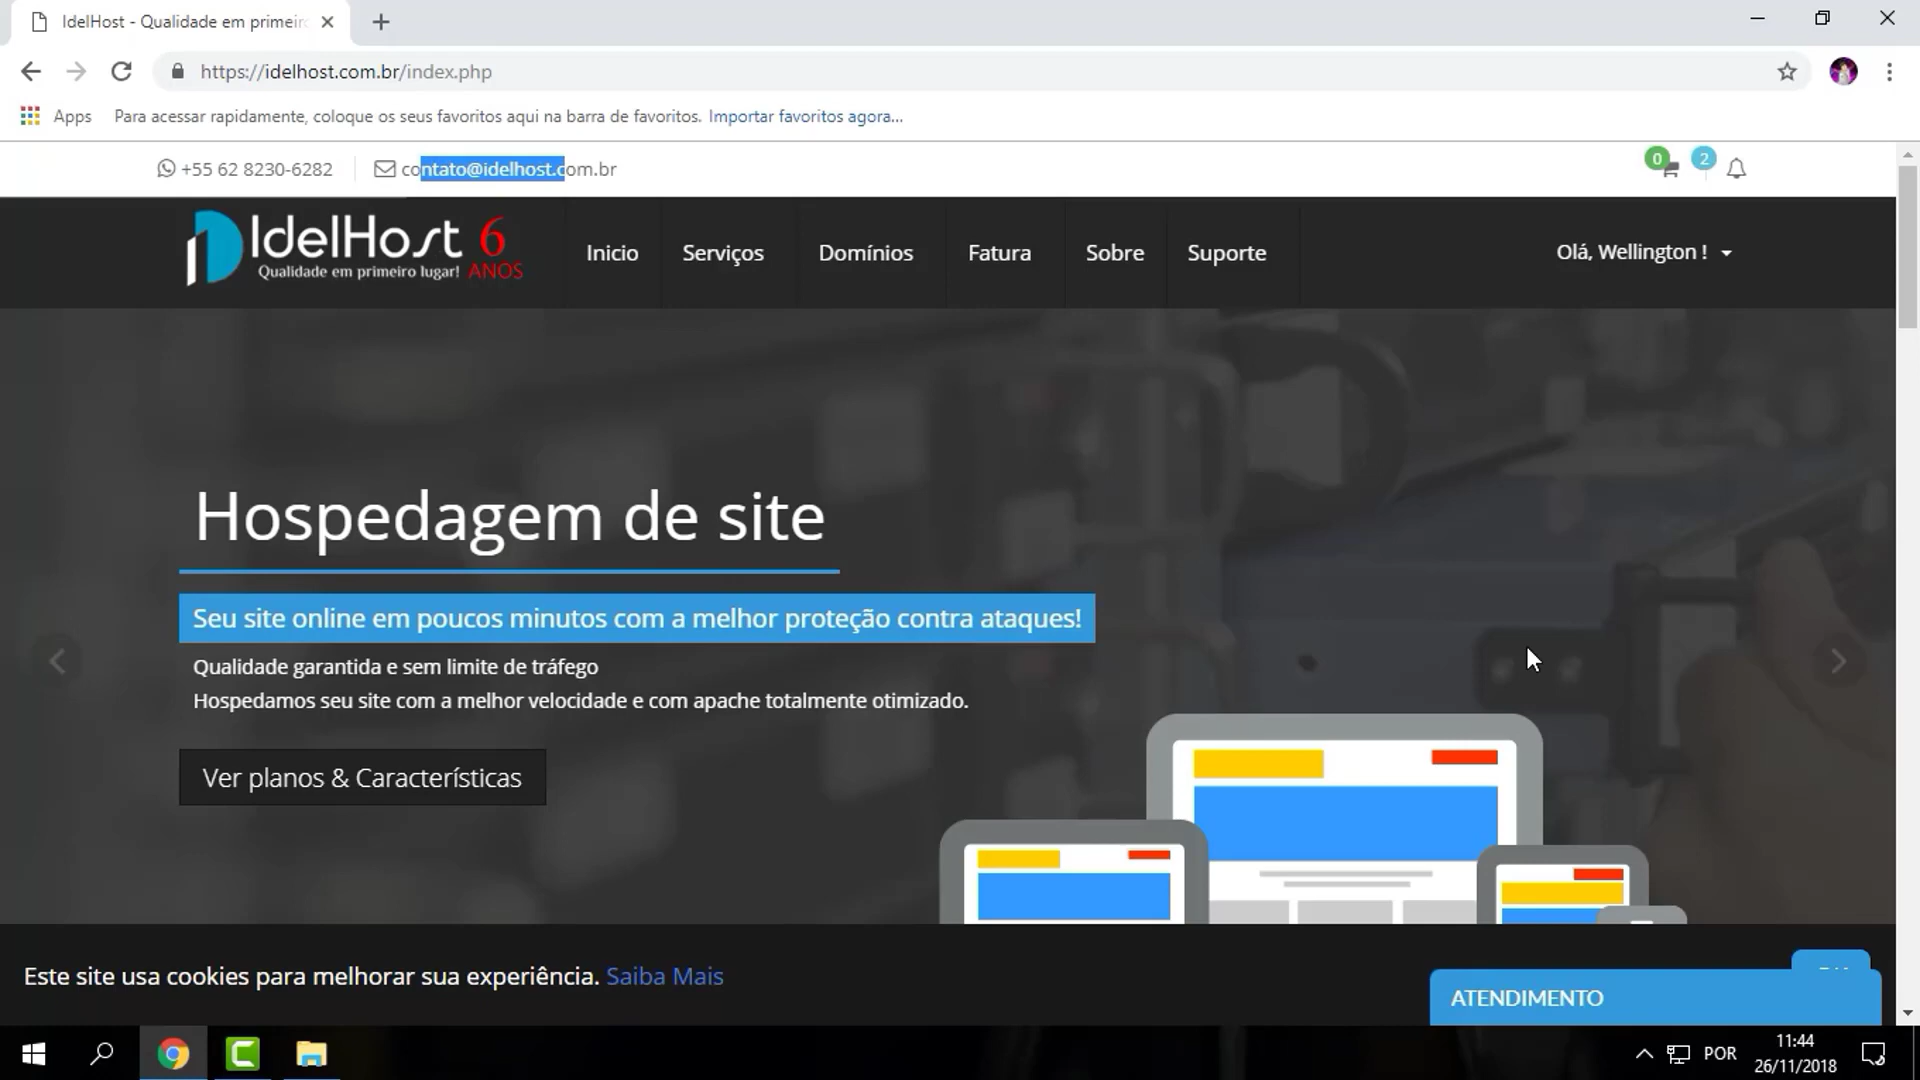 IdelHost - Qualidade em primeir
https://idelhost.com.br/index.php
Apps Para acessar rapidamente, coloque os seus favoritos aqui na barra de favoritos. Importar favoritos agora...
+55 62 8230-6282 contato@idelhost.com.br
0 2
IdelHost 6
Qualidade em primeiro lugar! ANOS
Inicio Serviços Domínios Fatura Sobre Suporte Olá, Wellington !
Hospedagem de site
Seu site online em poucos minutos com a melhor proteção contra ataques!
Qualidade garantida e sem limite de tráfego
Hospedamos seu site com a melhor velocidade e com apache totalmente otimizado.
Ver planos & Características
Este site usa cookies para melhorar sua experiência. Saiba Mais
ATENDIMENTO
POR
11:44
26/11/2018